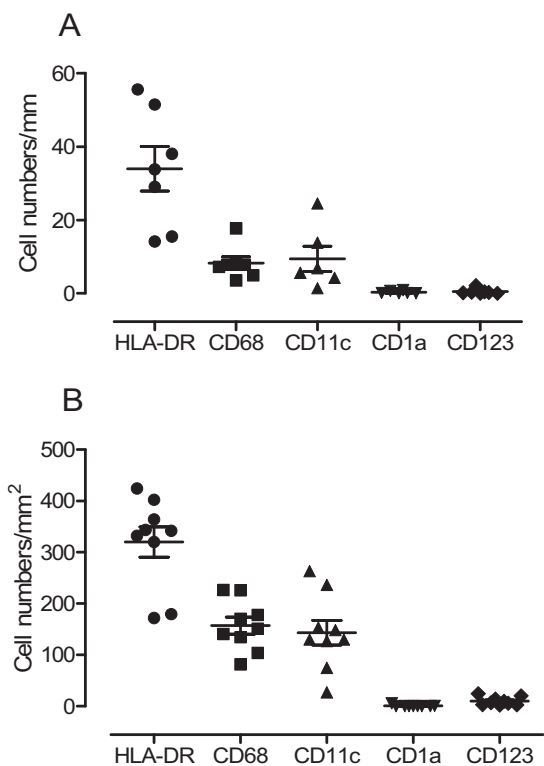 A
Cell numbers/mm
60
40
20
0
HLA-DR CD68 CD11c CD1a CD123
B
Cell numbers/mm²
500
400
300
200
100
0
HLA-DR CD68 CD11c CD1a CD123